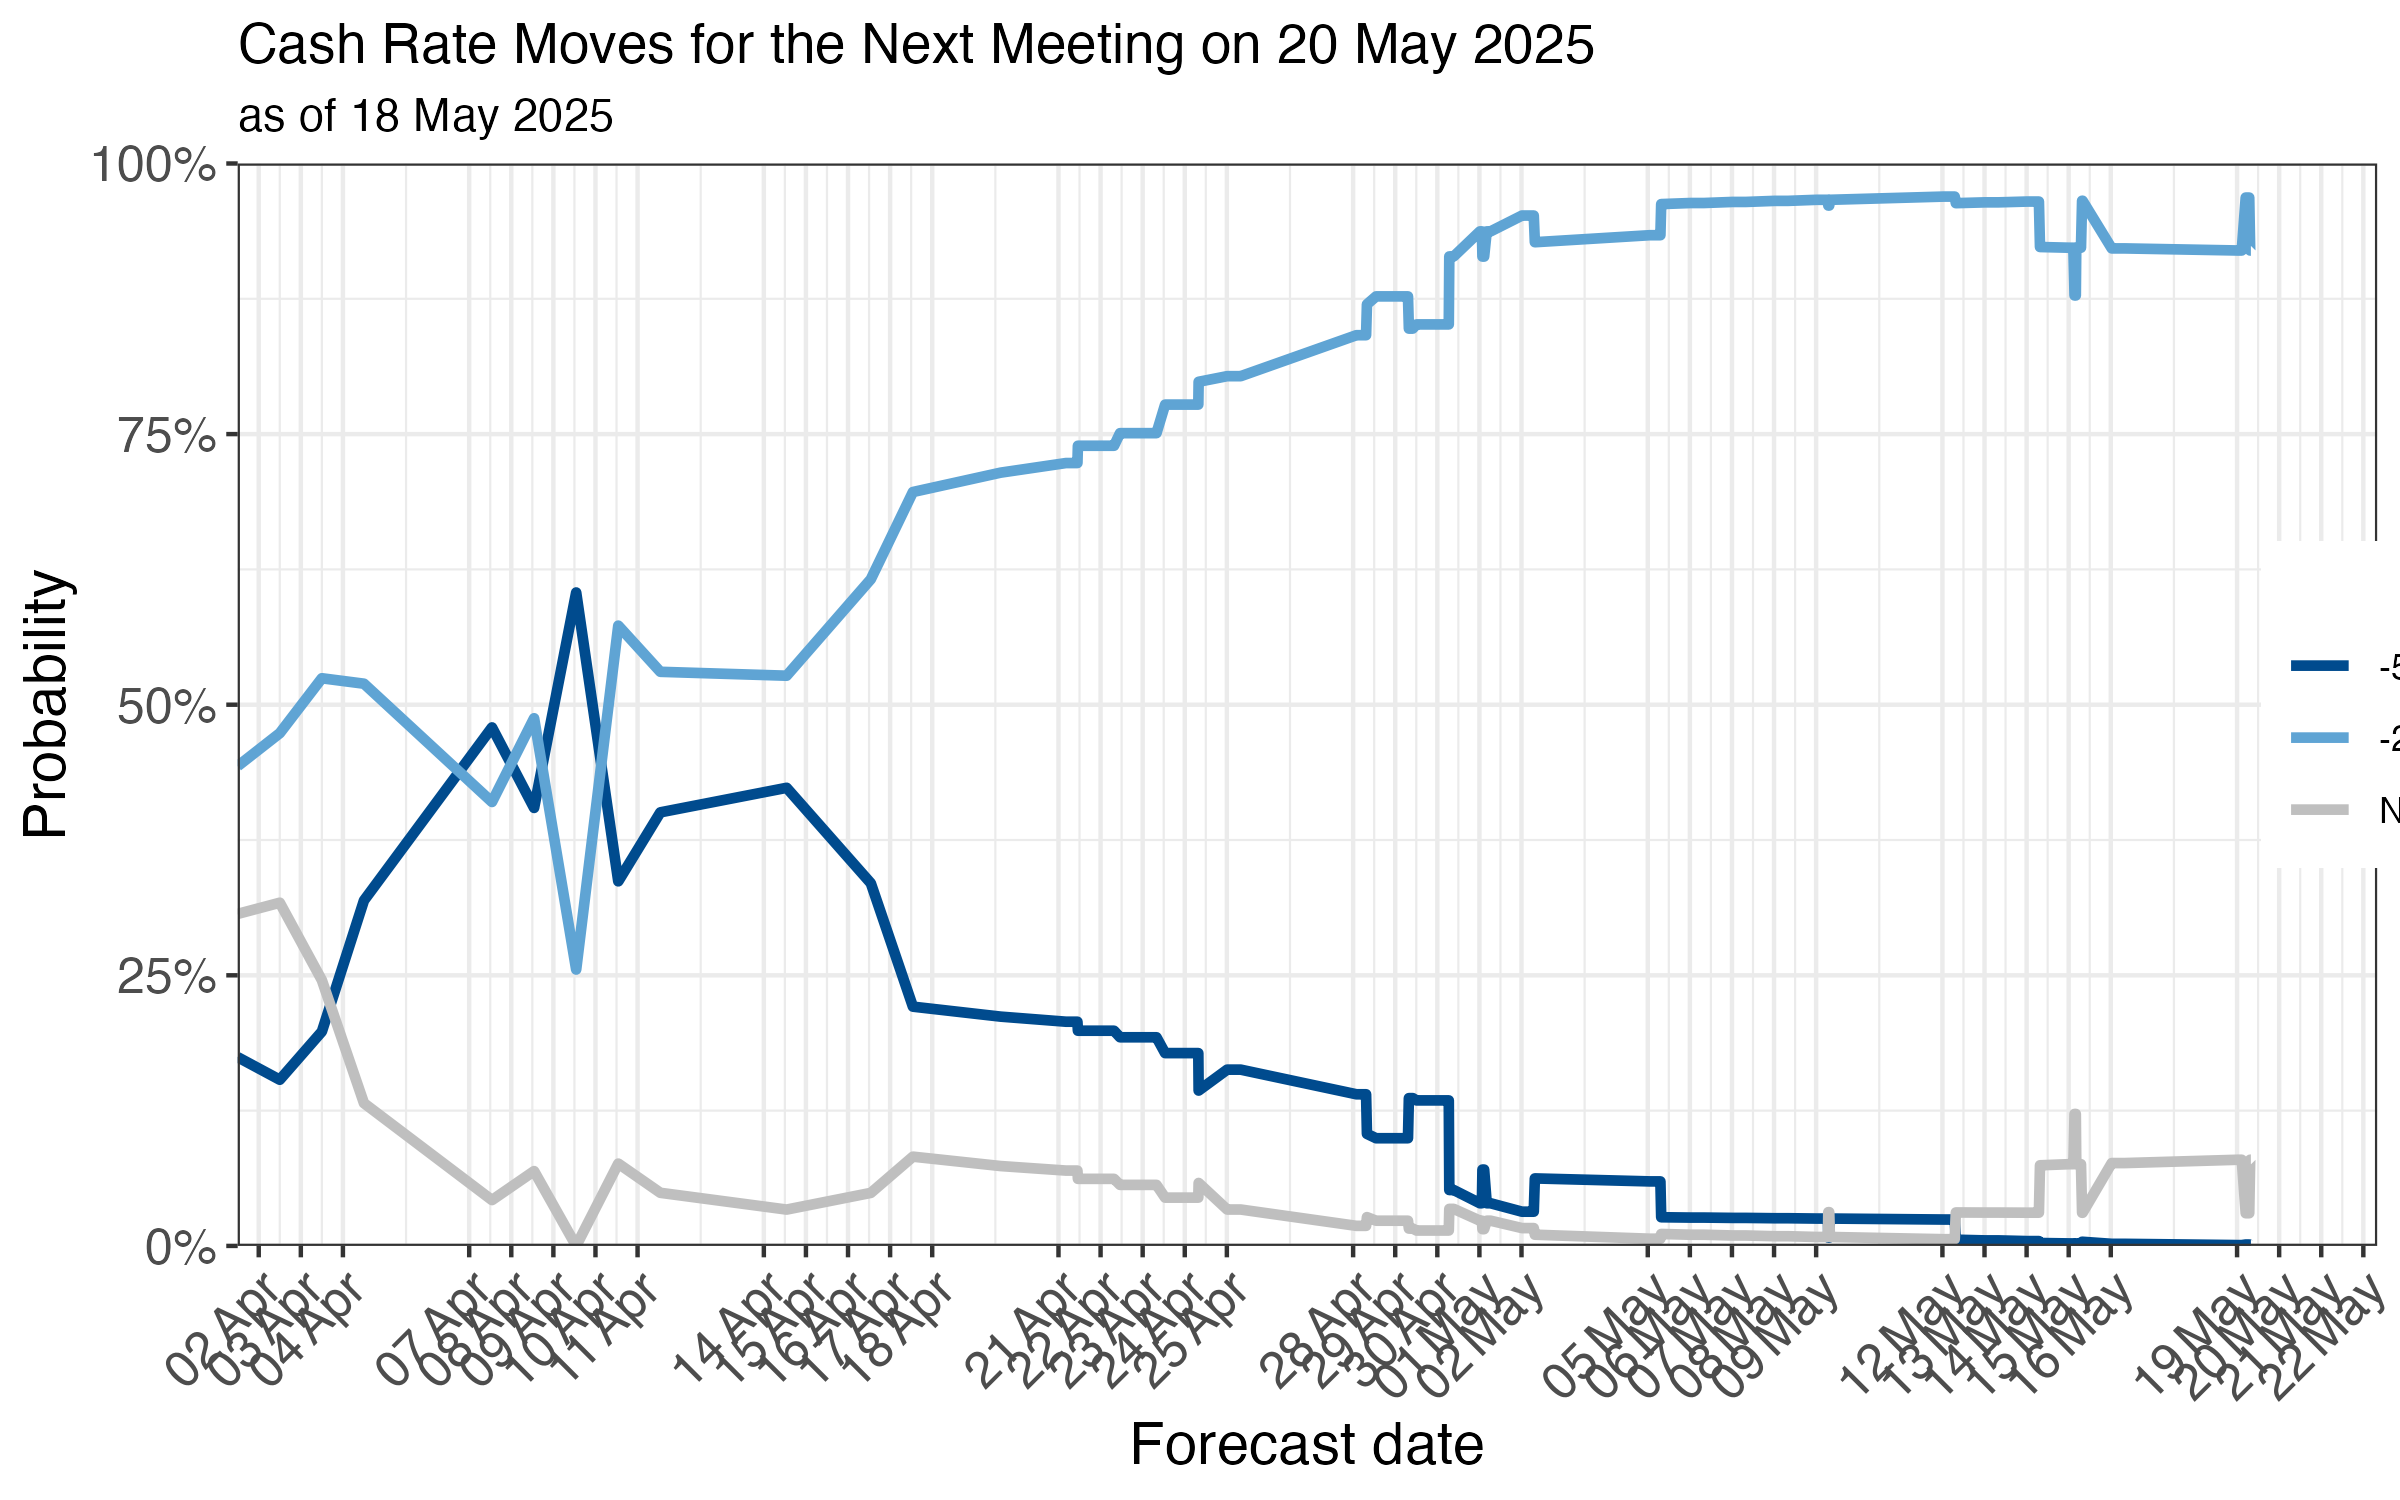 Cash Rate Moves for the Next Meeting on 20 May 2025
as of 18 May 2025
100%
75%
50%
25%
0%
Probability
-5
-2
N
02 Apr
03 Apr
04 Apr
07 Apr
08 Apr
09 Apr
10 Apr
11 Apr
14 Apr
15 Apr
16 Apr
17 Apr
18 Apr
21 Apr
22 Apr
23 Apr
24 Apr
25 Apr
28 Apr
29 Apr
30 Apr
01 May
02 May
05 May
06 May
07 May
08 May
09 May
12 May
13 May
14 May
15 May
16 May
19 May
20 May
21 May
22 May
Forecast date